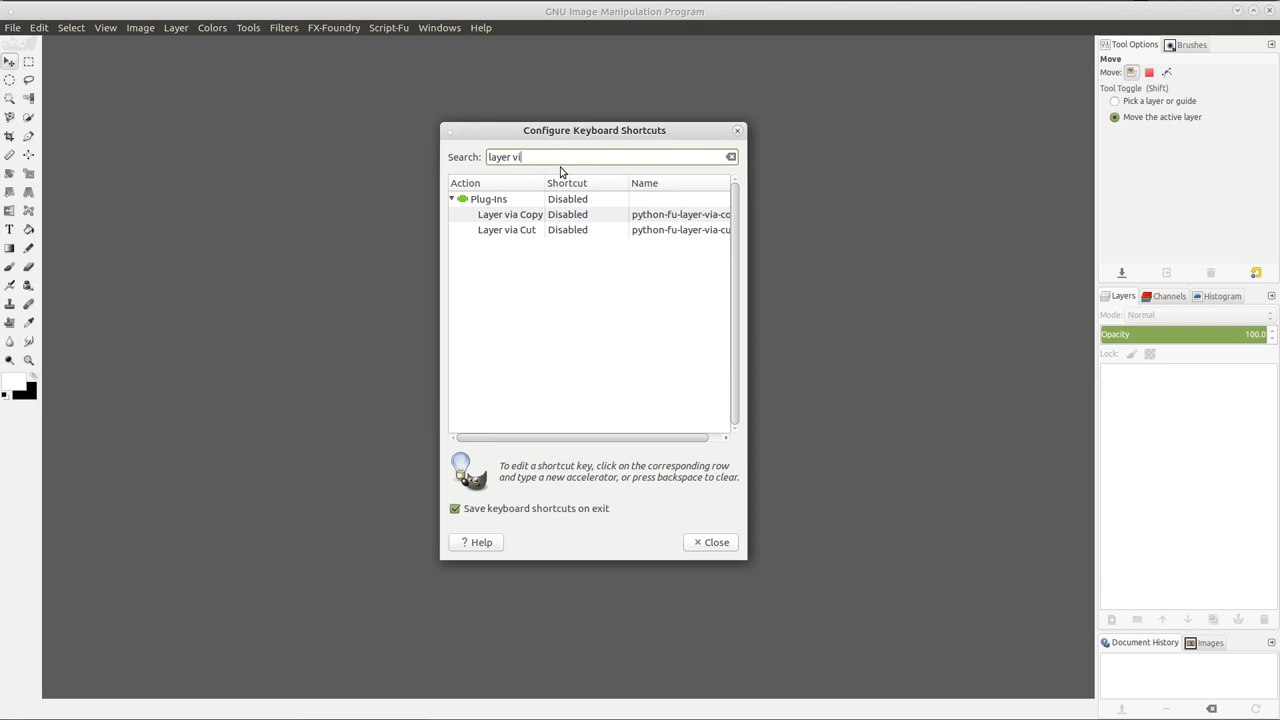 GNU Image Manipulation Program
File Edit Select View Image Layer Colors Tools Filters FX-Foundry Script-Fu Windows Help
Tool Options Brushes
Move
Move:
Tool Toggle (Shift)
Pick a layer or guide
Move the active layer
Configure Keyboard Shortcuts
Search: layer vi
Action Shortcut Name
Plug-Ins Disabled
Layer via Copy Disabled python-fu-layer-via-co
Layer via Cut Disabled python-fu-layer-via-cu
To edit a shortcut key, click on the corresponding row
and type a new accelerator, or press backspace to clear.
Save keyboard shortcuts on exit
Help Close
Layers Channels Histogram
Mode: Normal
Opacity 100.0
Lock:
Document History Images